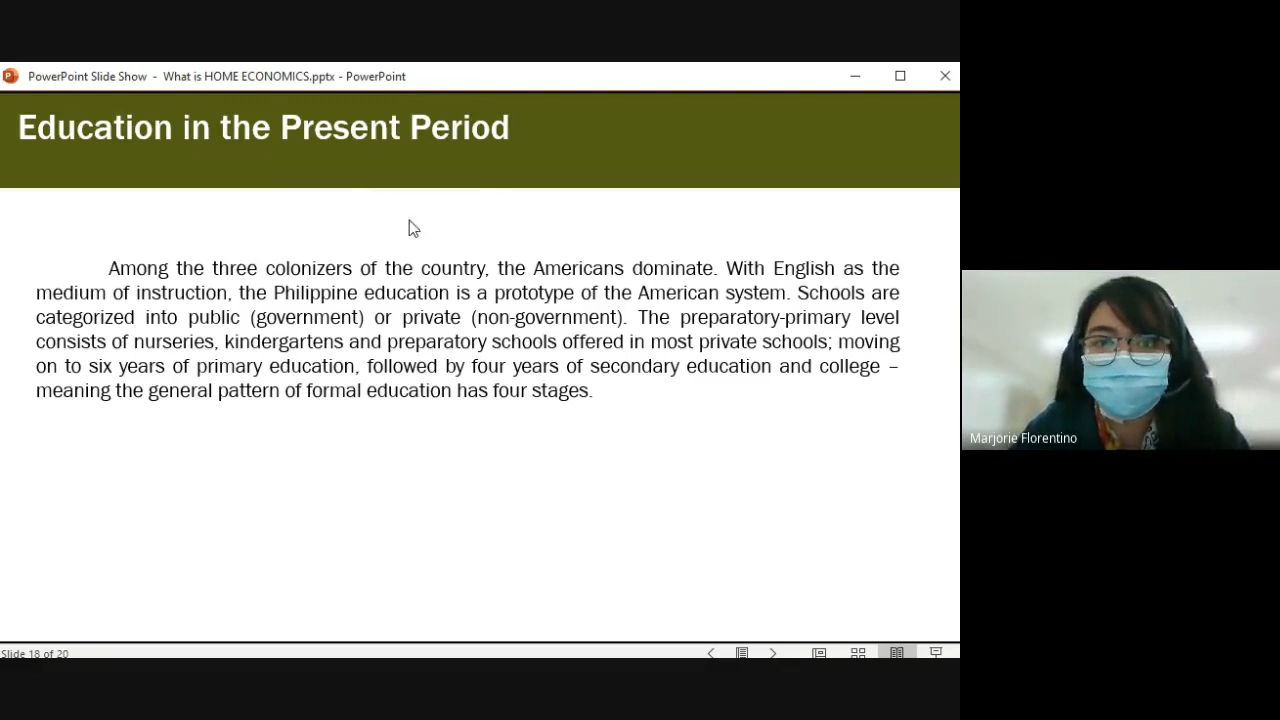 PowerPoint Slide Show - What is HOME ECONOMICS.pptx - PowerPoint
Education in the Present Period
Among the three colonizers of the country, the Americans dominate. With English as the
medium of instruction, the Philippine education is a prototype of the American system. Schools are
categorized into public (government) or private (non-government). The preparatory-primary level
consists of nurseries, kindergartens and preparatory schools offered in most private schools; moving
on to six years of primary education, followed by four years of secondary education and college –
meaning the general pattern of formal education has four stages.
Marjorie Florentino
Slide 18 of 20